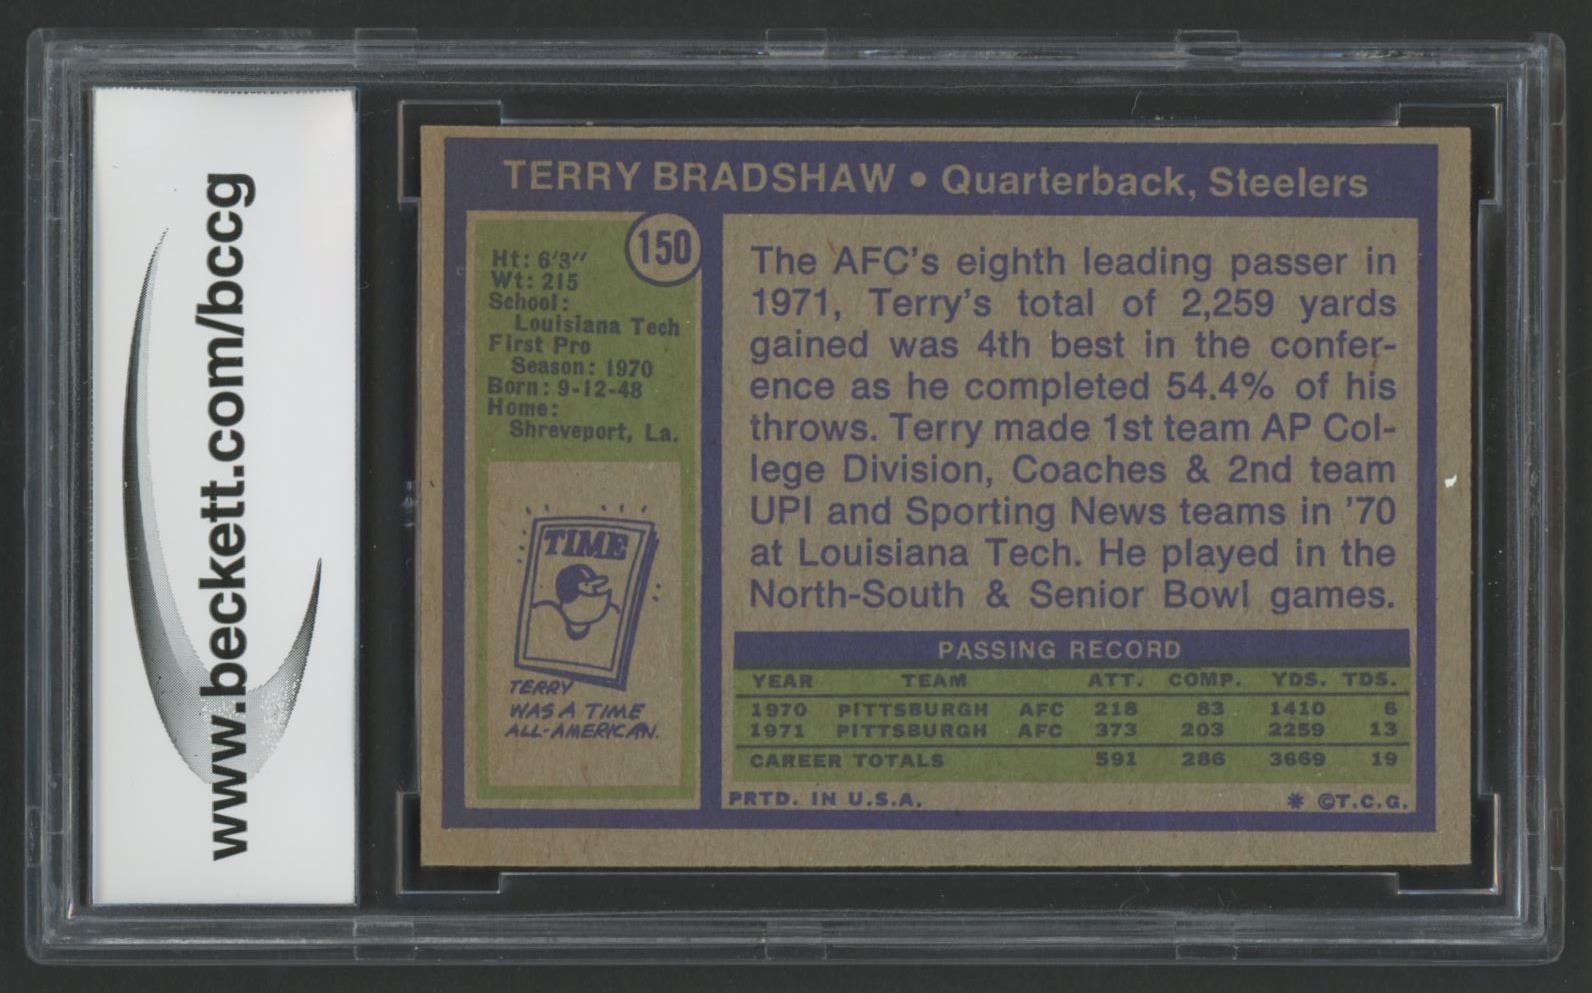 www.beckett.com/bccg
TERRY BRADSHAW • Quarterback, Steelers
150
Ht: 6'3"
Wt: 215
School:
Louisiana Tech
First Pro
Season: 1970
Born: 9-12-48
Home:
Shreveport, La.
TIME
TERRY
WAS A TIME
ALL-AMERICAN.
The AFC's eighth leading passer in
1971, Terry's total of 2,259 yards
gained was 4th best in the confer-
ence as he completed 54.4% of his
throws. Terry made 1st team AP Col-
lege Division, Coaches & 2nd team
UPI and Sporting News teams in '70
at Louisiana Tech. He played in the
North-South & Senior Bowl games.
PASSING RECORD
YEAR TEAM ATT. COMP. YDS. TDS.
1970 PITTSBURGH AFC 218 83 1410 6
1971 PITTSBURGH AFC 373 203 2259 13
CAREER TOTALS 591 286 3669 19
PRTD. IN U.S.A. * ©T.C.G.